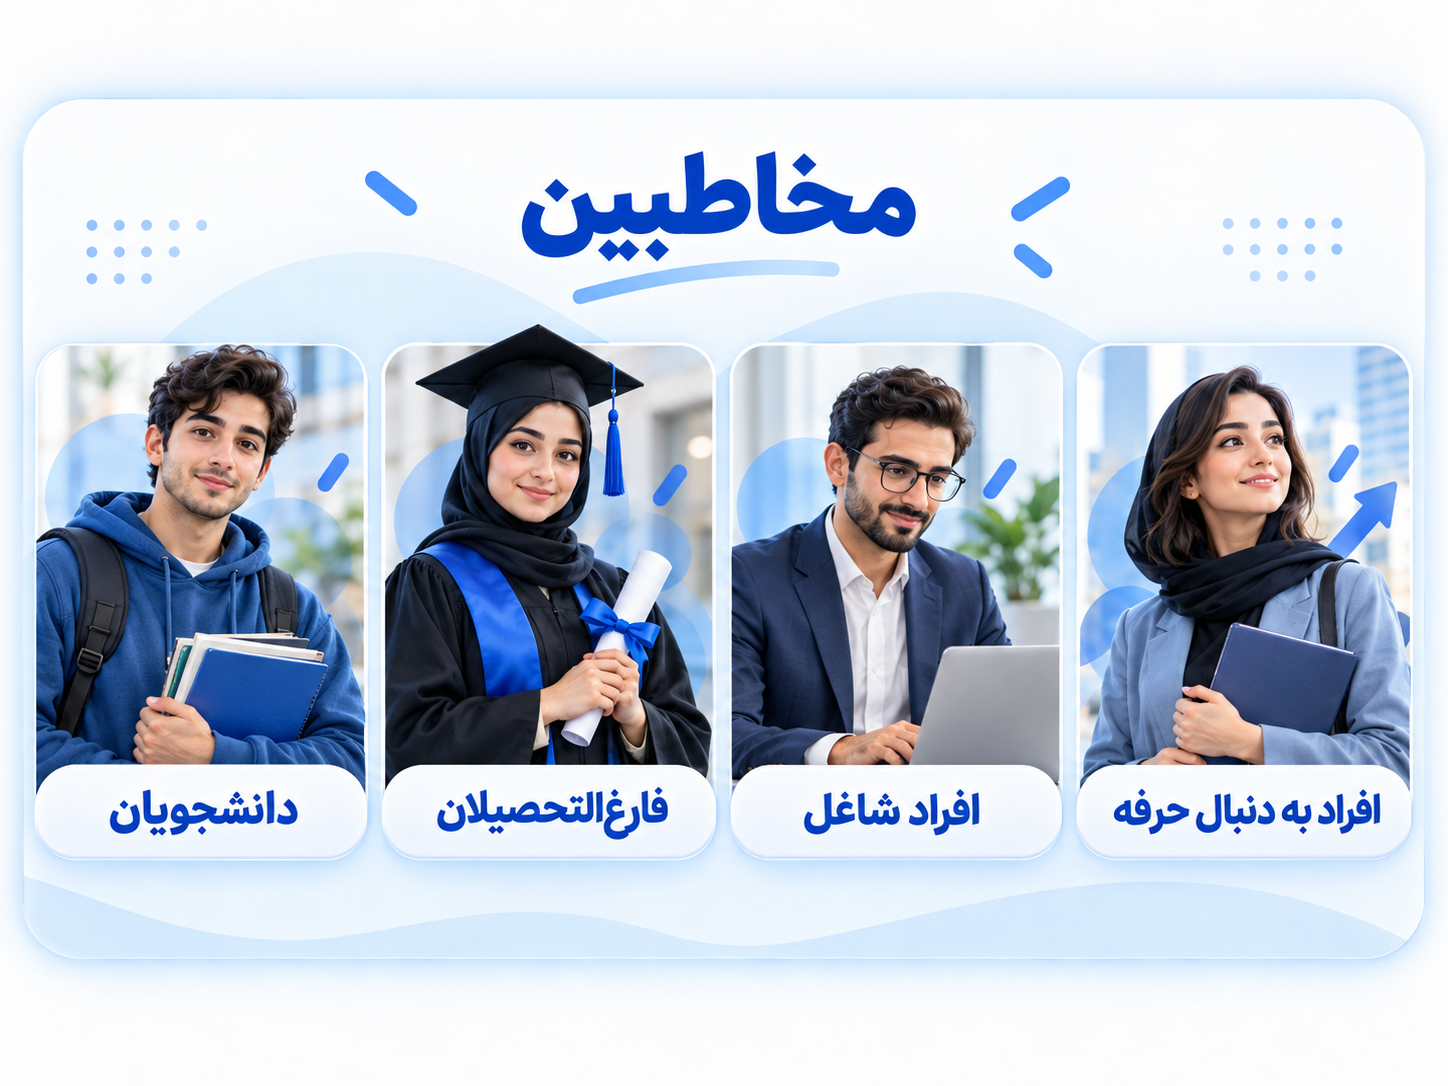 مخاطبین
افراد به دنبال حرفه
افراد شاغل
فارغ‌التحصیلان
دانشجویان